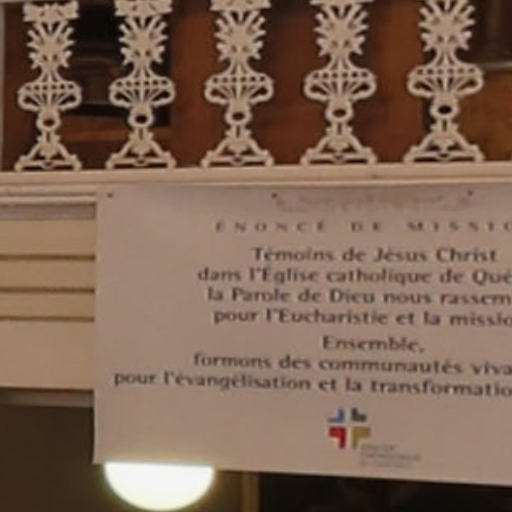 ÉNONCÉ DE MISSIO
Témoins de Jésus Christ
dans l'Église catholique de Qué
la Parole de Dieu nous rassem
pour l'Eucharistie et la missio
Ensemble,
formons des communautés viva
pour l'évangélisation et la transformatio